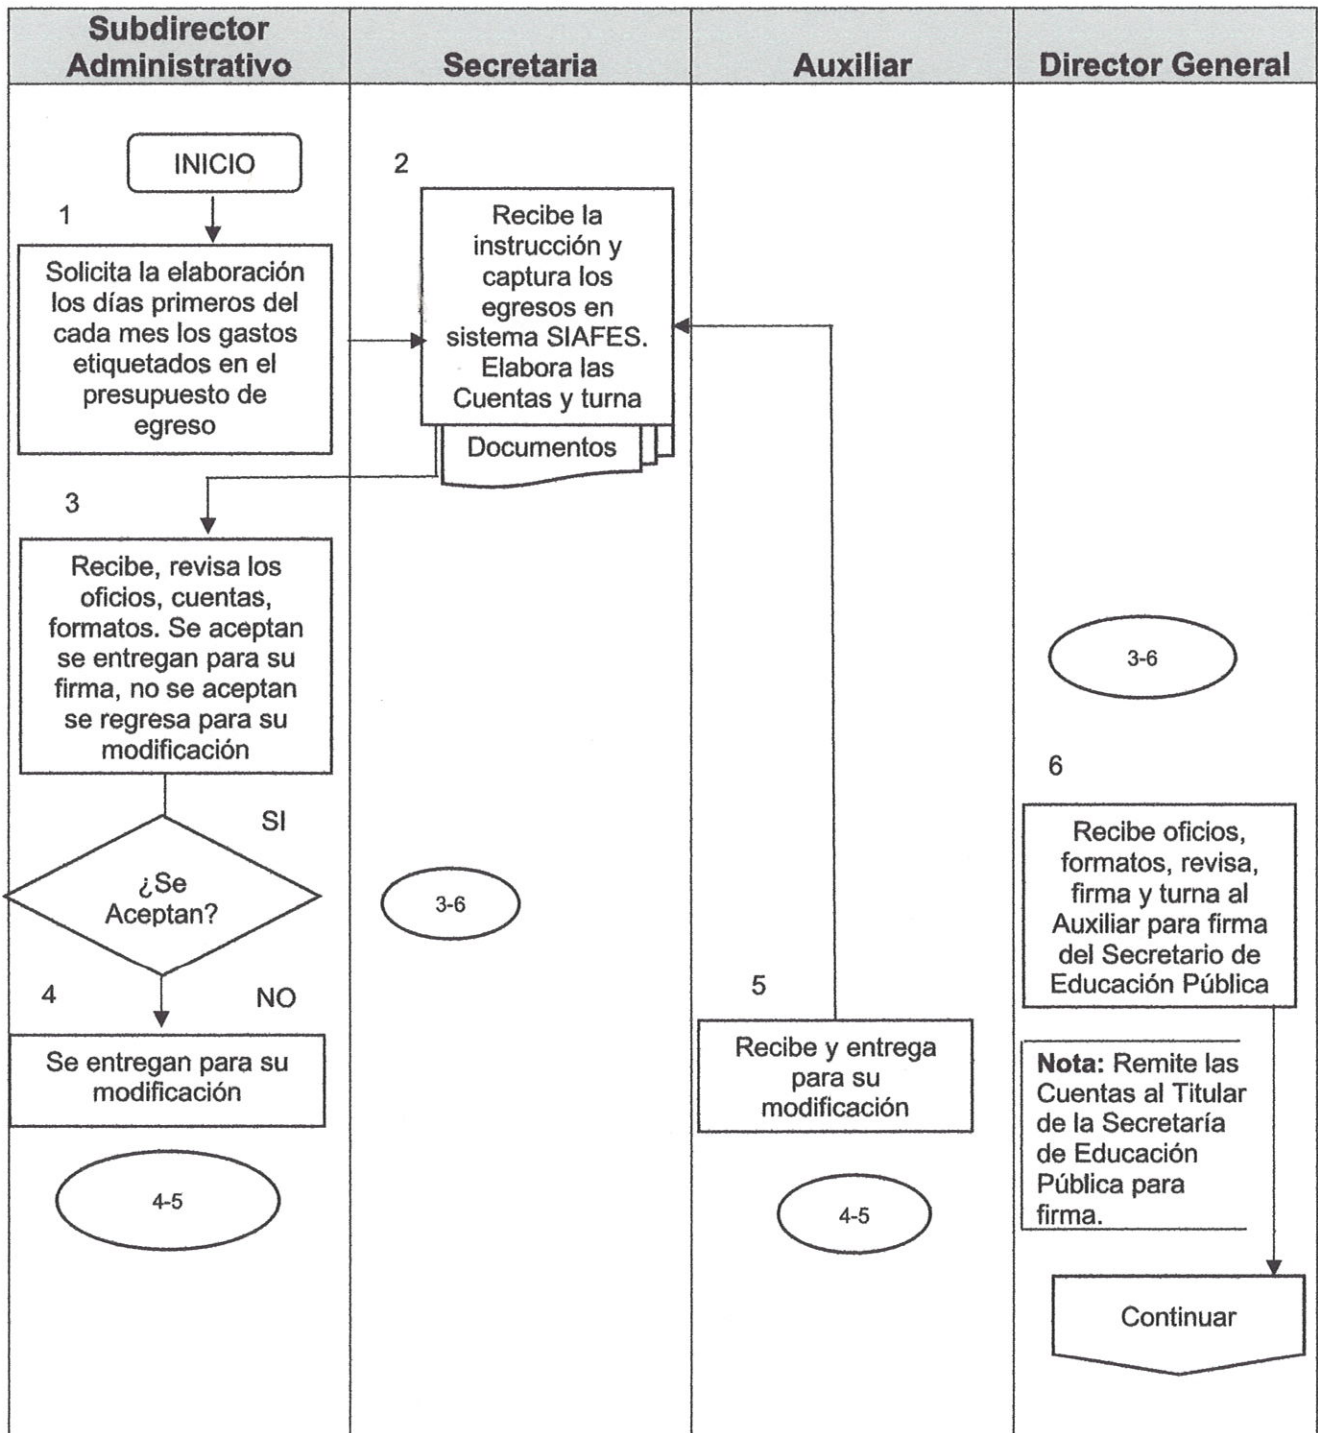 Subdirector
Administrativo
Secretaria
Auxiliar
Director General
INICIO
1
Solicita la elaboración
los días primeros del
cada mes los gastos
etiquetados en el
presupuesto de
egreso
2
Recibe la
instrucción y
captura los
egresos en
sistema SIAFES.
Elabora las
Cuentas y turna
Documentos
3
Recibe, revisa los
oficios, cuentas,
formatos. Se aceptan
se entregan para su
firma, no se aceptan
se regresa para su
modificación
SI
¿Se
Aceptan?
3-6
NO
4
Se entregan para su
modificación
4-5
5
Recibe y entrega
para su
modificación
4-5
3-6
6
Recibe oficios,
formatos, revisa,
firma y turna al
Auxiliar para firma
del Secretario de
Educación Pública
Nota: Remite las
Cuentas al Titular
de la Secretaría
de Educación
Pública para
firma.
Continuar